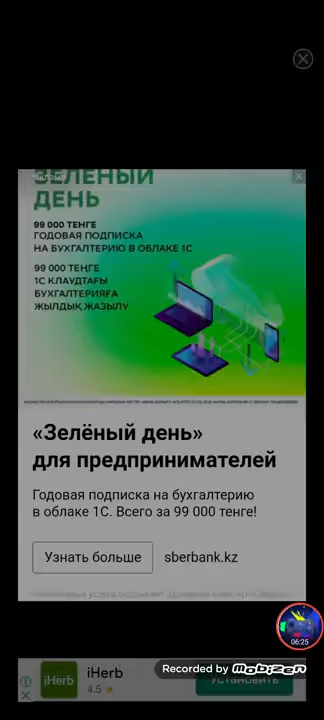 Реклама
ЗЕЛЁНЫЙ
ДЕНЬ
99 000 ТЕНГЕ
ГОДОВАЯ ПОДПИСКА
НА БУХГАЛТЕРИЮ В ОБЛАКЕ 1С
99 000 ТЕҢГЕ
1С КЛАУДТАҒЫ
БУХГАЛТЕРИЯҒА
ЖЫЛДЫҚ ЖАЗЫЛУ
«Зелёный день»
для предпринимателей
Годовая подписка на бухгалтерию
в облаке 1С. Всего за 99 000 тенге!
Узнать больше
sberbank.kz
06:25
iHerb
iHerb
4.5
Recorded by Mobizen
УСТАНОВИТЬ